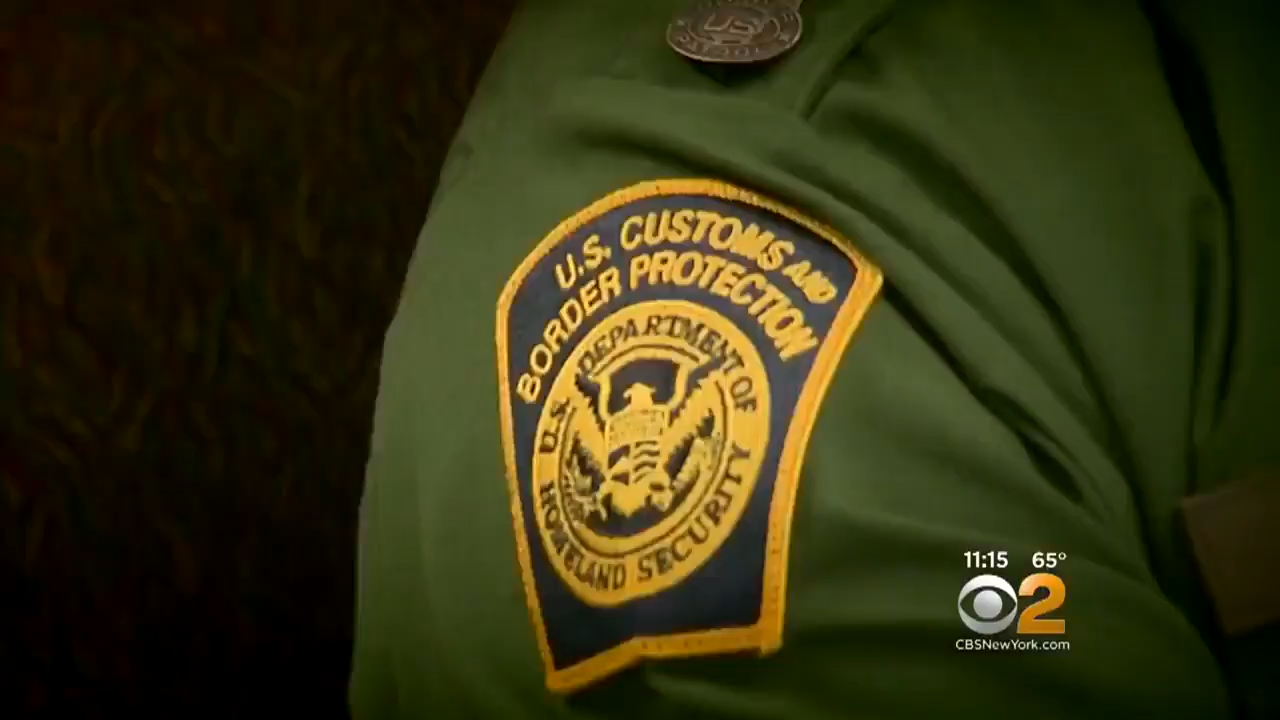 U.S. CUSTOMS AND
BORDER PROTECTION
U.S. DEPARTMENT OF
HOMELAND SECURITY
11:15 65°
2
CBSNewYork.com